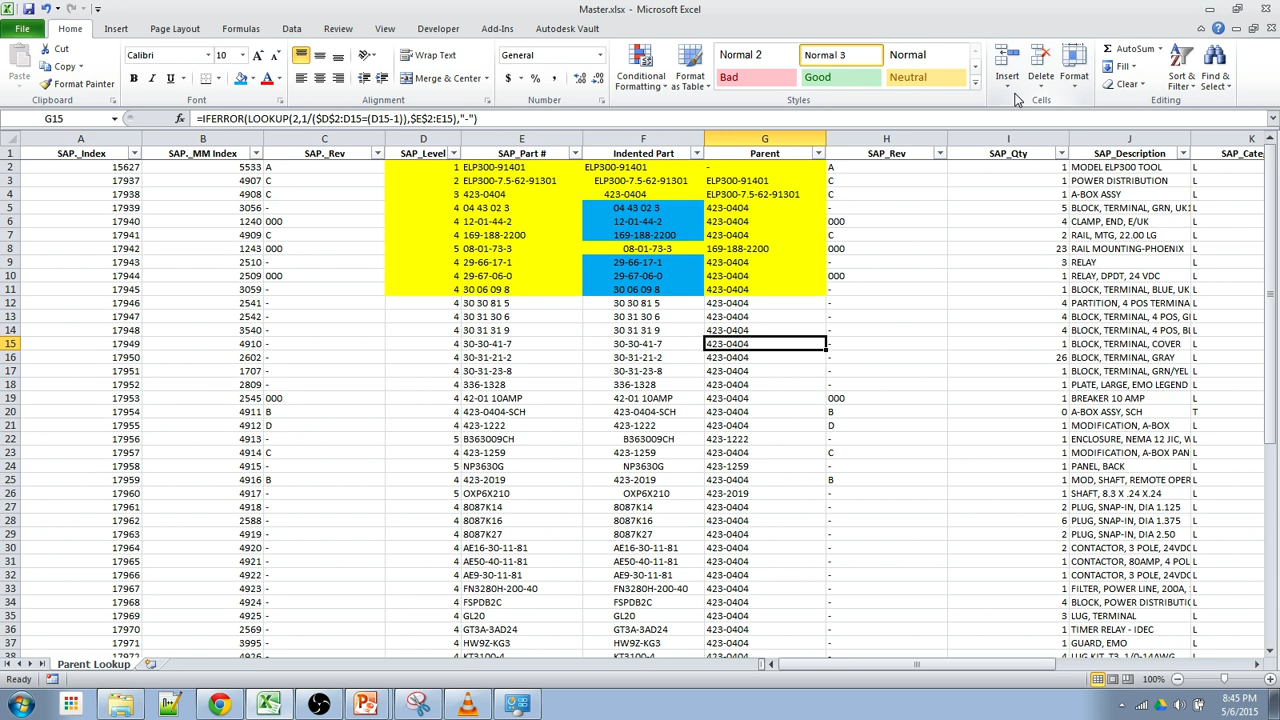 Master.xlsx - Microsoft Excel
File Home Insert Page Layout Formulas Data Review View Developer Add-Ins Autodesk Vault
Paste Cut Copy Format Painter Clipboard
Calibri 10 B I U Font
Wrap Text Merge & Center Alignment
General $ % , Number
Conditional Formatting Format as Table Normal 2 Normal 3 Normal Bad Good Neutral Styles
Insert Delete Format Cells
AutoSum Fill Clear Sort & Filter Find & Select Editing
G15 fx =IFERROR(LOOKUP(2,1/($D$2:D15=(D15-1)),$E$2:E15),"-")
A B C D E F G H I J K
1 SAP._Index SAP._MM Index SAP._Rev SAP_Level SAP_Part # Indented Part Parent SAP_Rev SAP_Qty SAP_Description SAP_Cate
2 15627 5533 A 1 ELP300-91401 ELP300-91401 - A 1 MODEL ELP300 TOOL L
3 17937 4907 C 2 ELP300-7.5-62-91301 ELP300-7.5-62-91301 ELP300-91401 C 1 POWER DISTRIBUTION L
4 17938 4908 C 3 423-0404 423-0404 ELP300-7.5-62-91301 C 1 A-BOX ASSY L
5 17939 3056 - 4 04 43 02 3 04 43 02 3 423-0404 - 5 BLOCK, TERMINAL, GRN, UK L
6 17940 1240 000 4 12-01-44-2 12-01-44-2 423-0404 000 4 CLAMP, END, E/UK L
7 17941 4909 C 4 169-188-2200 169-188-2200 423-0404 C 2 RAIL, MTG, 22.00 LG L
8 17942 1243 000 5 08-01-73-3 08-01-73-3 169-188-2200 000 23 RAIL MOUNTING-PHOENIX L
9 17943 2510 - 4 29-66-17-1 29-66-17-1 423-0404 - 3 RELAY L
10 17944 2509 000 4 29-67-06-0 29-67-06-0 423-0404 000 1 RELAY, DPDT, 24 VDC L
11 17945 3059 - 4 30 06 09 8 30 06 09 8 423-0404 - 1 BLOCK, TERMINAL, BLUE, UK L
12 17946 2541 - 4 30 30 81 5 30 30 81 5 423-0404 - 4 PARTITION, 4 POS TERMINA L
13 17947 2542 - 4 30 31 30 6 30 31 30 6 423-0404 - 4 BLOCK, TERMINAL, 4 POS, G L
14 17948 3540 - 4 30 31 31 9 30 31 31 9 423-0404 - 4 BLOCK, TERMINAL, 4 POS, B L
15 17949 4910 - 4 30-30-41-7 30-30-41-7 423-0404 - 1 BLOCK, TERMINAL, COVER L
16 17950 2602 - 4 30-31-21-2 30-31-21-2 423-0404 - 26 BLOCK, TERMINAL, GRAY L
17 17951 1707 - 4 30-31-23-8 30-31-23-8 423-0404 - 1 BLOCK, TERMINAL, GRN/YEL L
18 17952 2809 - 4 336-1328 336-1328 423-0404 - 1 PLATE, LARGE, EMO LEGEND L
19 17953 2545 000 4 42-01 10AMP 42-01 10AMP 423-0404 000 1 BREAKER 10 AMP L
20 17954 4911 B 4 423-0404-SCH 423-0404-SCH 423-0404 B 0 A-BOX ASSY, SCH T
21 17955 4912 D 4 423-1222 423-1222 423-0404 D 1 MODIFICATION, A-BOX L
22 17956 4913 - 5 B363009CH B363009CH 423-1222 - 1 ENCLOSURE, NEMA 12 JIC, W L
23 17957 4914 C 4 423-1259 423-1259 423-0404 C 1 MODIFICATION, A-BOX PAN L
24 17958 4915 - 5 NP3630G NP3630G 423-1259 - 1 PANEL, BACK L
25 17959 4916 B 4 423-2019 423-2019 423-0404 B 1 MOD, SHAFT, REMOTE OPER L
26 17960 4917 - 5 OXP6X210 OXP6X210 423-2019 - 1 SHAFT, 8.3 X .24 X.24 L
27 17961 4918 - 4 8087K14 8087K14 423-0404 - 2 PLUG, SNAP-IN, DIA 1.125 L
28 17962 2588 - 4 8087K16 8087K16 423-0404 - 6 PLUG, SNAP-IN, DIA 1.375 L
29 17963 4919 - 4 8087K27 8087K27 423-0404 - 2 PLUG, SNAP-IN, DIA 2.50 L
30 17964 4920 - 4 AE16-30-11-81 AE16-30-11-81 423-0404 - 2 CONTACTOR, 3 POLE, 24VDC L
31 17965 4921 - 4 AE50-40-11-81 AE50-40-11-81 423-0404 - 1 CONTACTOR, 80AMP, 4 POL L
32 17966 4922 - 4 AE9-30-11-81 AE9-30-11-81 423-0404 - 1 CONTACTOR, 3 POLE, 24VDC L
33 17967 4923 - 4 FN3280H-200-40 FN3280H-200-40 423-0404 - 1 FILTER, POWER LINE, 200A, L
34 17968 4924 - 4 FSPDB2C FSPDB2C 423-0404 - 4 BLOCK, POWER DISTRIBUTIC L
35 17969 4925 - 4 GL20 GL20 423-0404 - 3 LUG, TERMINAL L
36 17970 2569 - 4 GT3A-3AD24 GT3A-3AD24 423-0404 - 1 TIMER RELAY - IDEC L
37 17971 3995 - 4 HW9Z-KG3 HW9Z-KG3 423-0404 - 1 GUARD, EMO L
38 17972 4926 - 4 KT3100-4 KT3100-4 423-0404 - 4 LUG KIT, T3, 1/0-14AWG L
Parent Lookup
Ready 100%
8:45 PM
5/6/2015